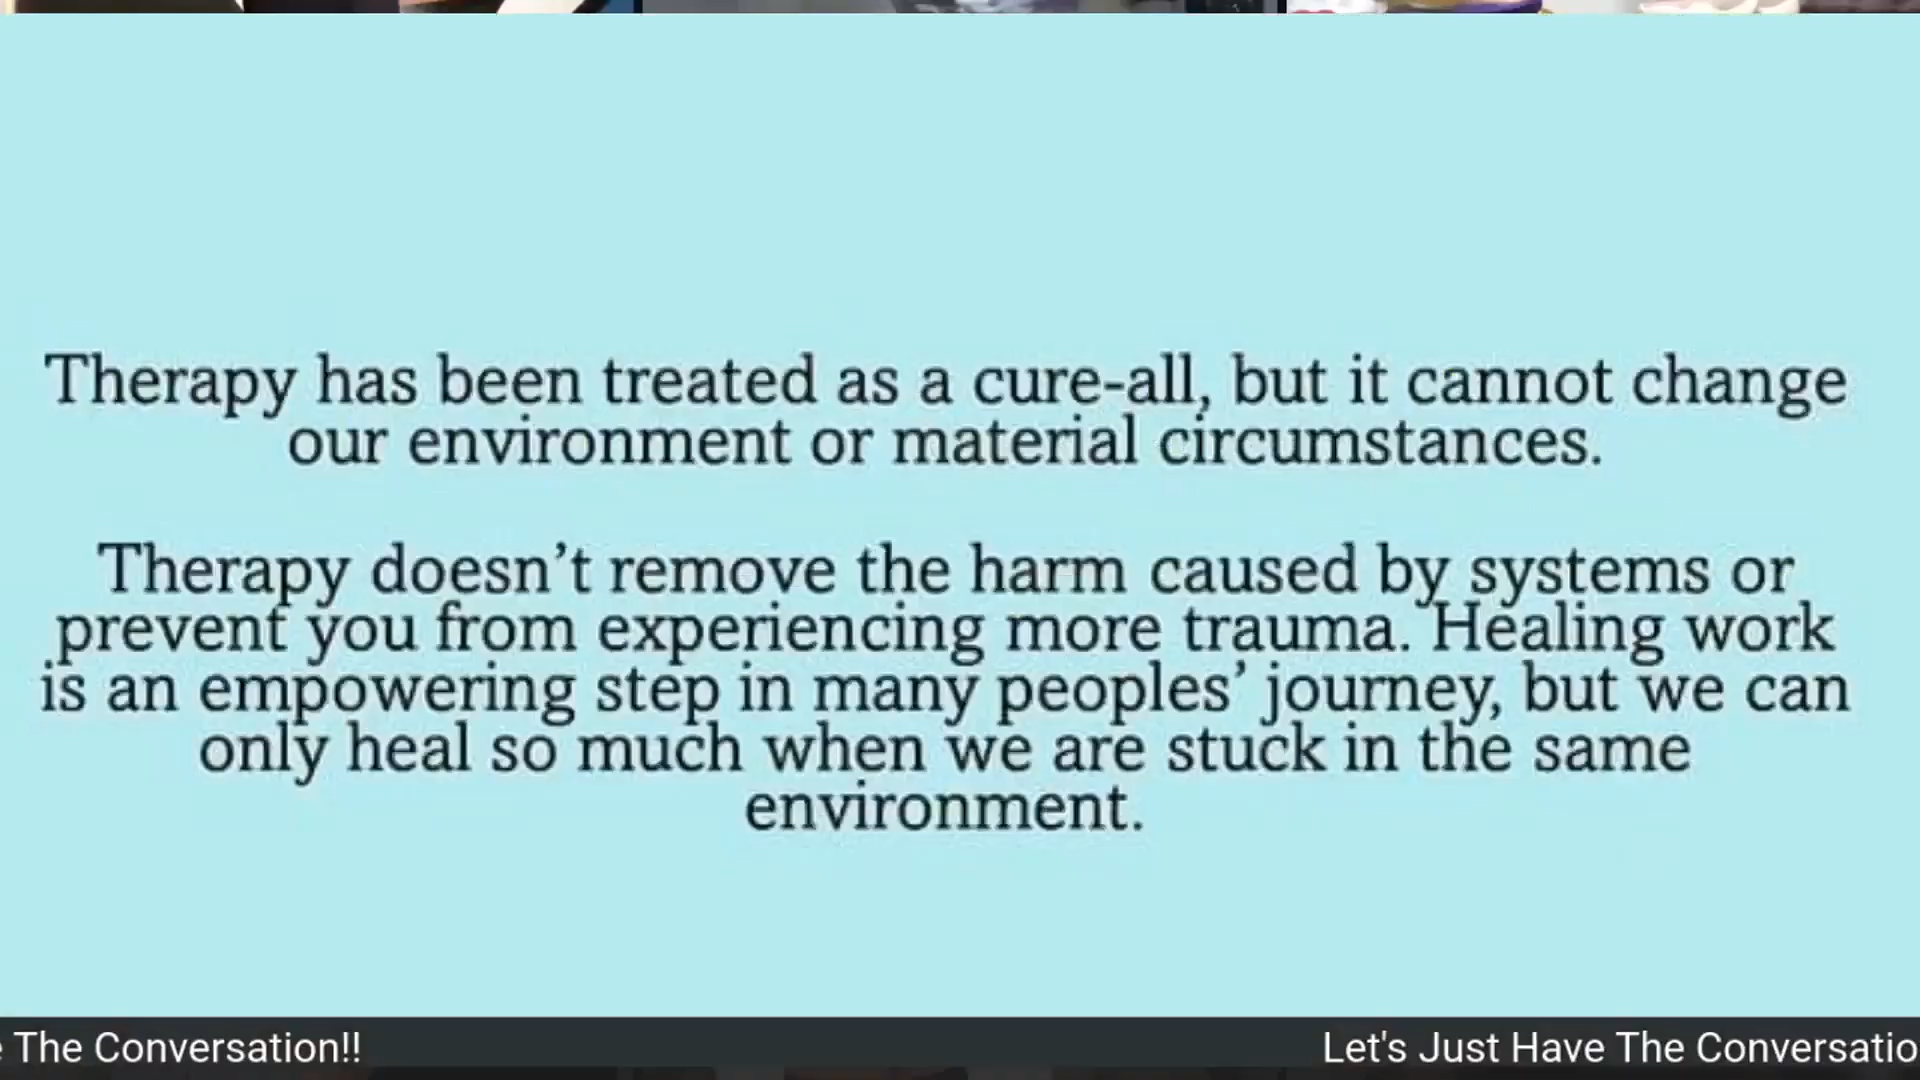 Therapy has been treated as a cure-all, but it cannot change
our environment or material circumstances.
Therapy doesn’t remove the harm caused by systems or
prevent you from experiencing more trauma. Healing work
is an empowering step in many peoples’ journey, but we can
only heal so much when we are stuck in the same
environment.
The Conversation!! Let's Just Have The Conversatio